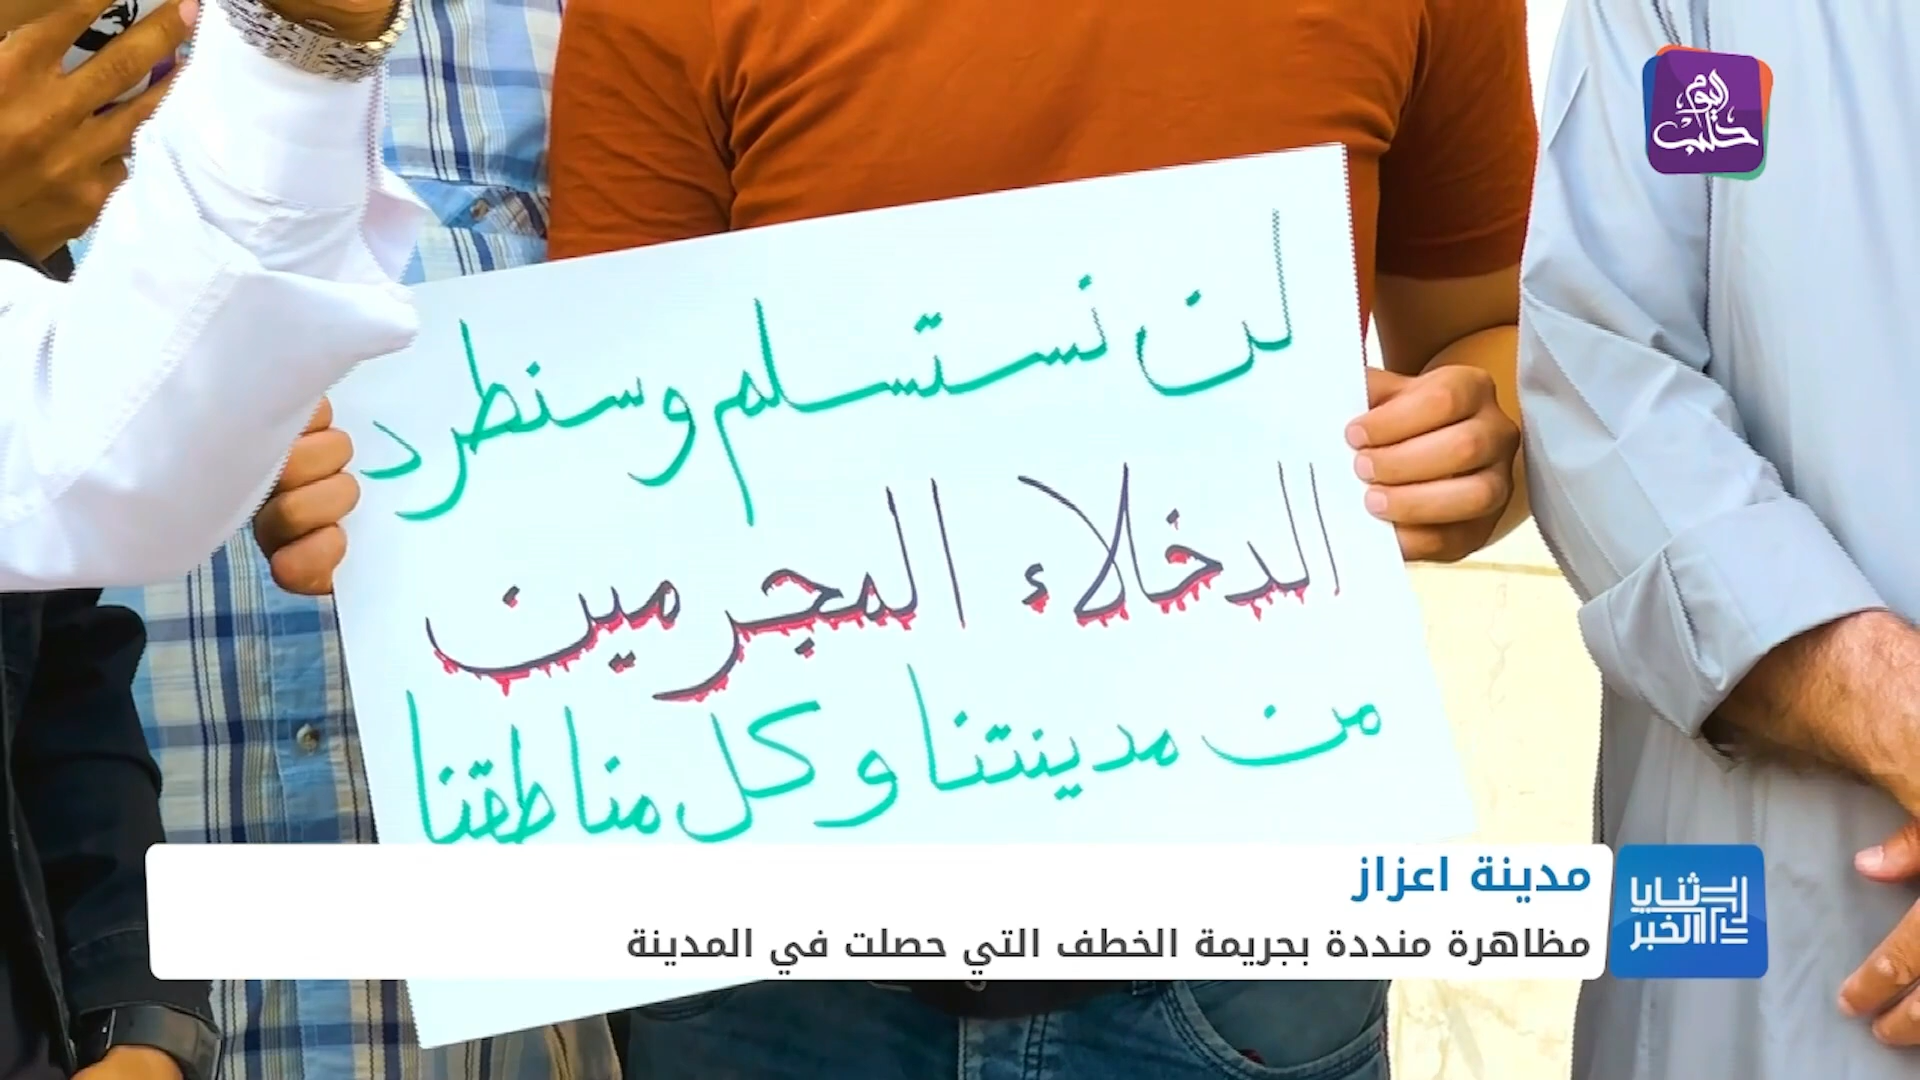 حلب
اليوم
لن نستسلم وسنطرد
الدخلاء المجرمين
من مدينتنا وكل مناطقنا
مدينة اعزاز
مظاهرة منددة بجريمة الخطف التي حصلت في المدينة
ثنايا
الخبر